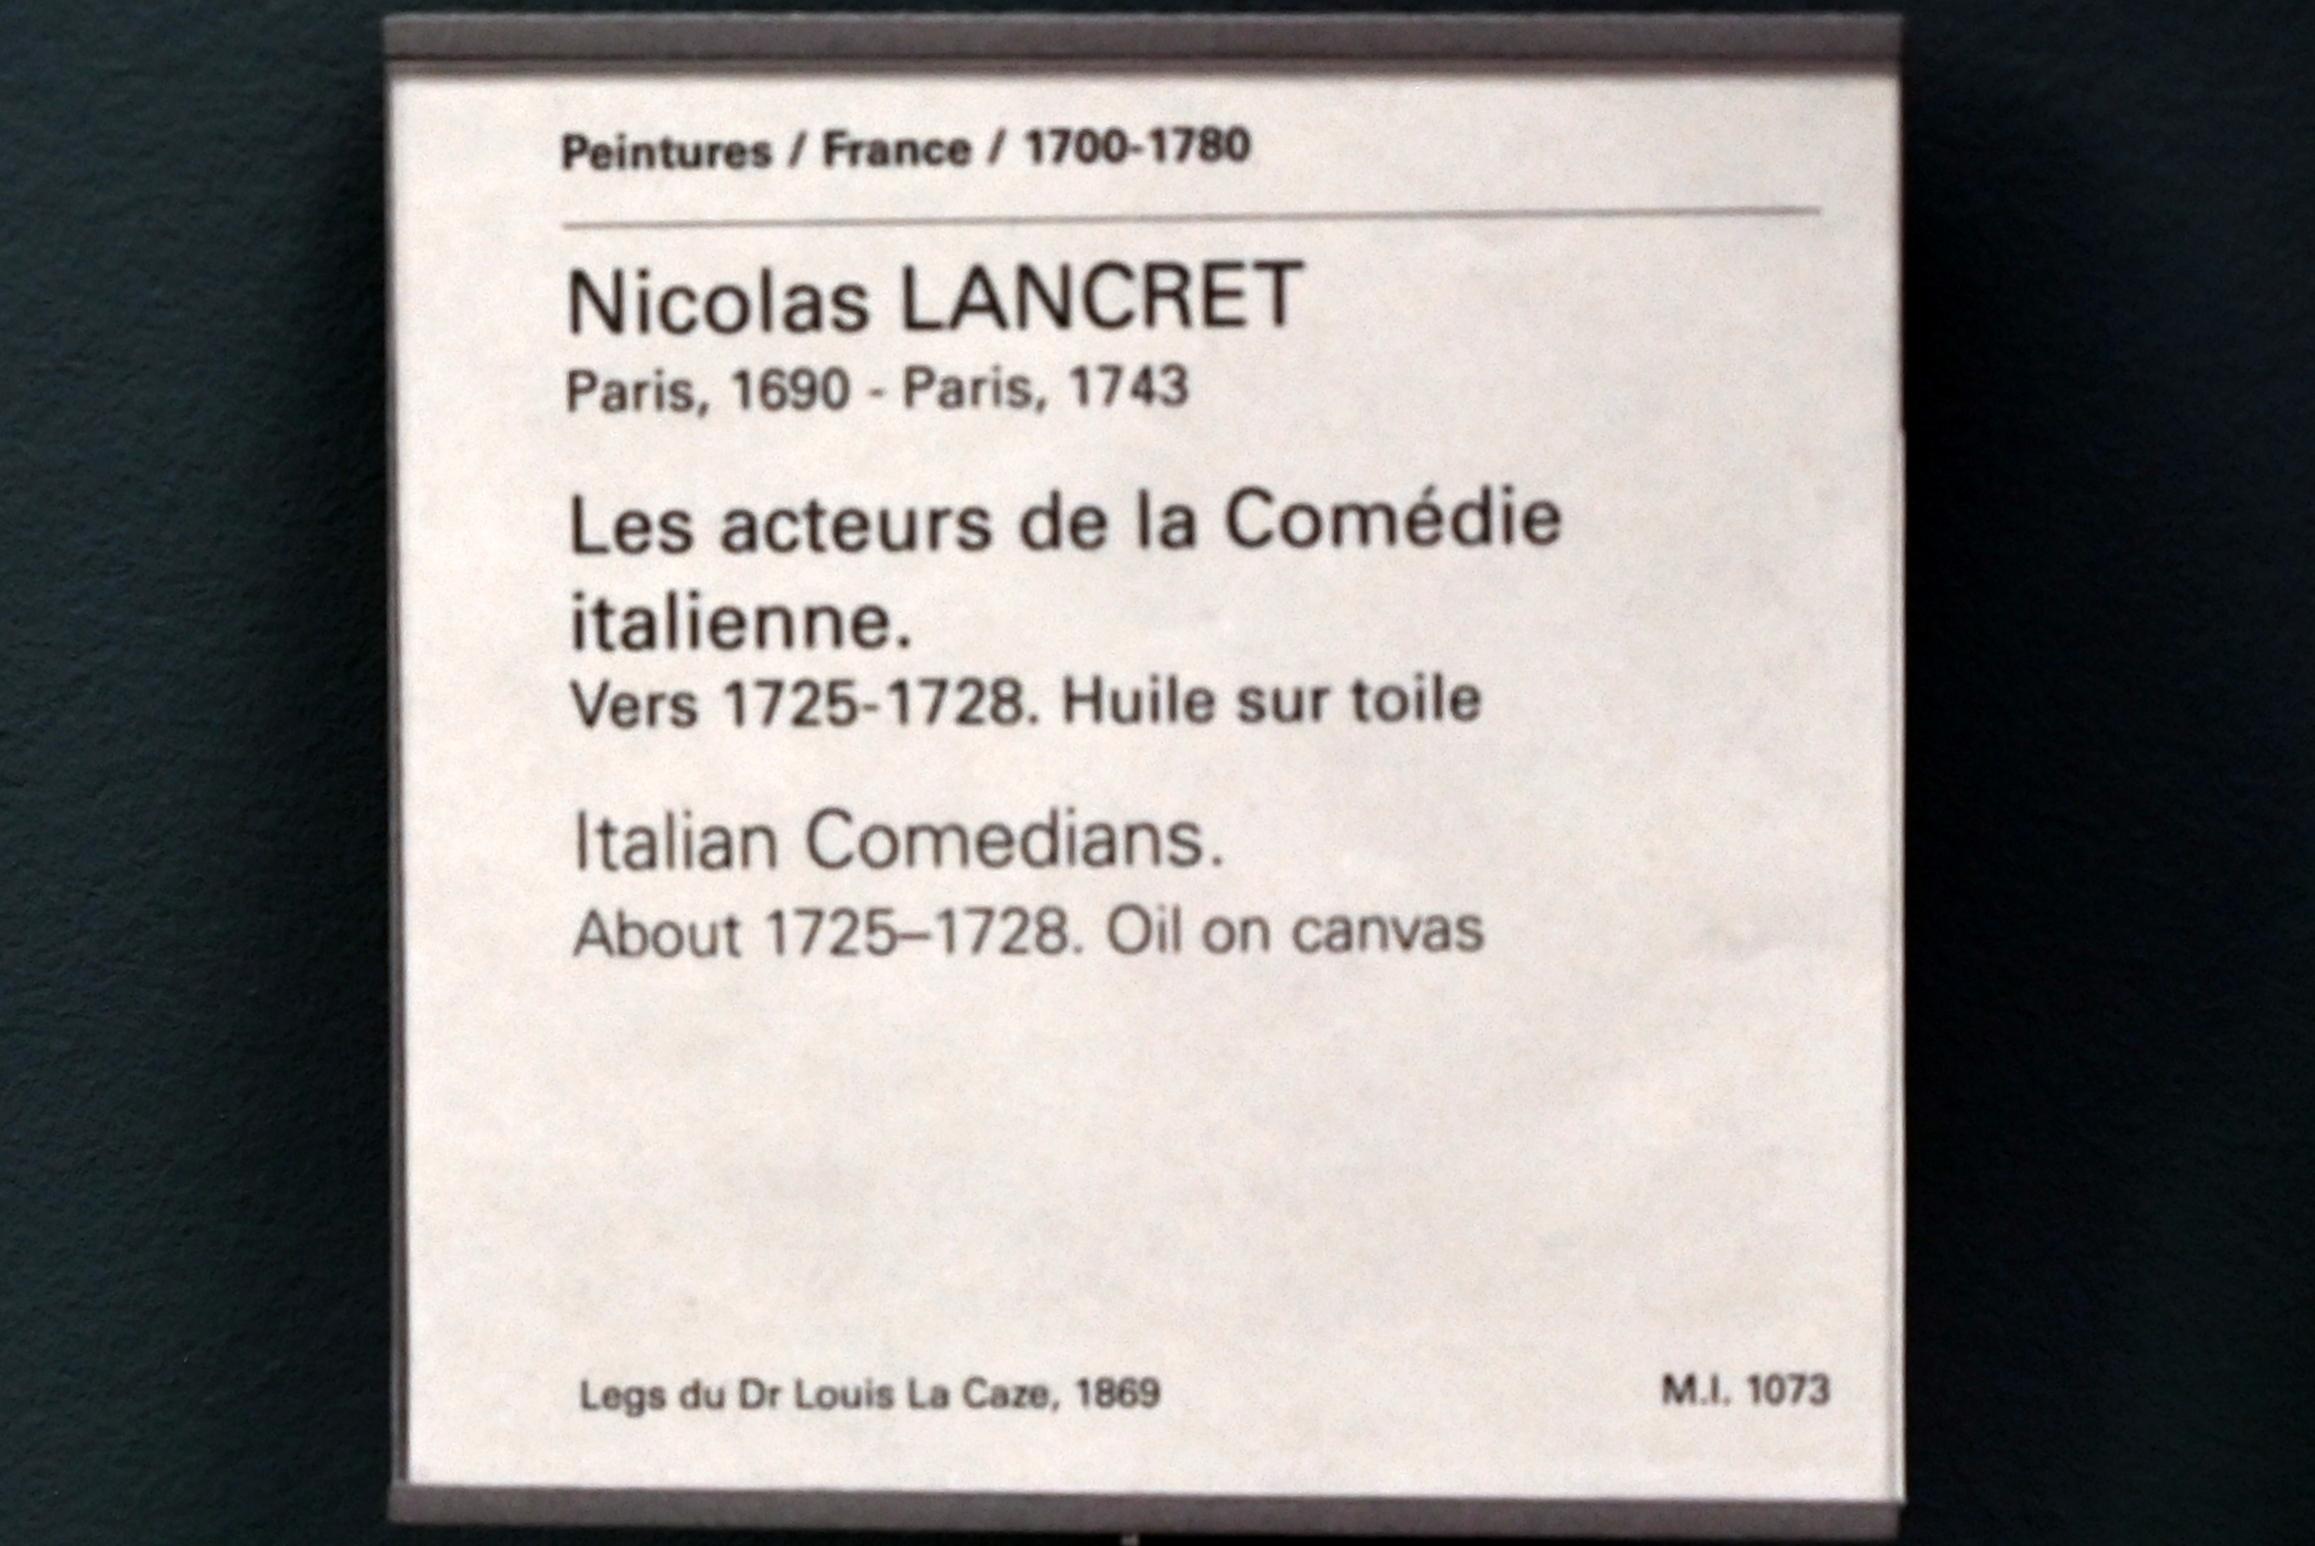 Peintures / France / 1700-1780
Nicolas LANCRET
Paris, 1690 - Paris, 1743
Les acteurs de la Comédie
italienne.
Vers 1725-1728. Huile sur toile
Italian Comedians.
About 1725–1728. Oil on canvas
Legs du Dr Louis La Caze, 1869
M.I. 1073